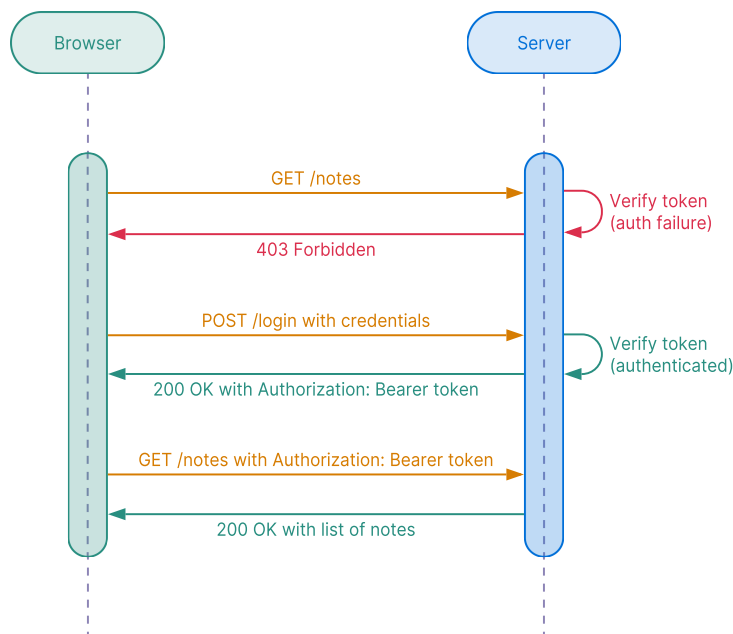 Browser
Server
GET /notes
Verify token
(auth failure)
403 Forbidden
POST /login with credentials
Verify token
(authenticated)
200 OK with Authorization: Bearer token
GET /notes with Authorization: Bearer token
200 OK with list of notes